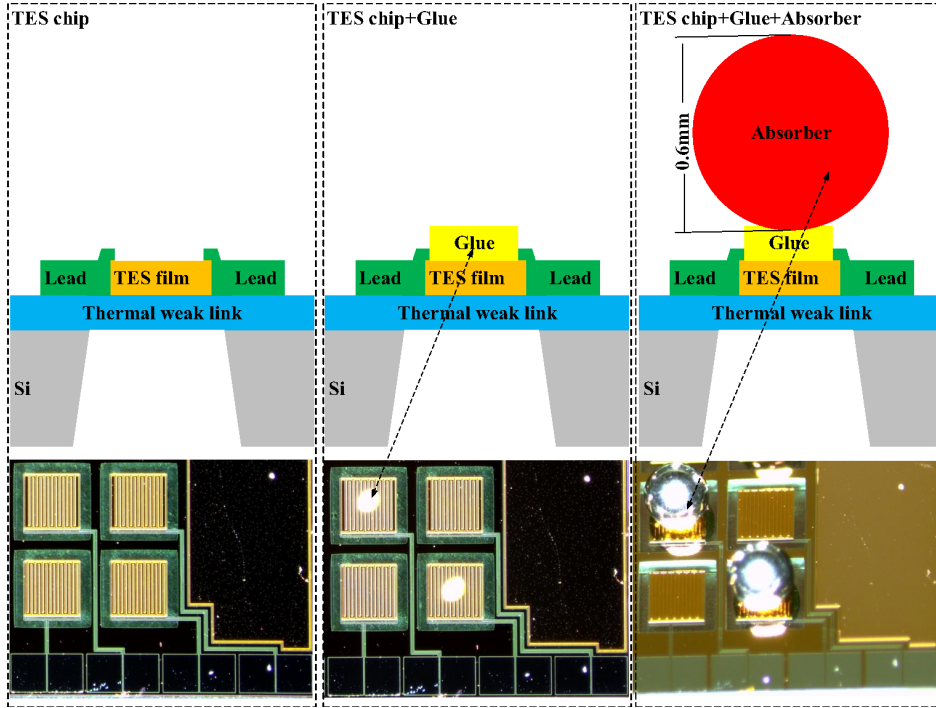 TES chip
Lead
TES film
Lead
Thermal weak link
Si
TES chip+Glue
Glue
Lead
TES film
Lead
Thermal weak link
Si
TES chip+Glue+Absorber
0.6mm
Absorber
Glue
Lead
TES film
Lead
Thermal weak link
Si